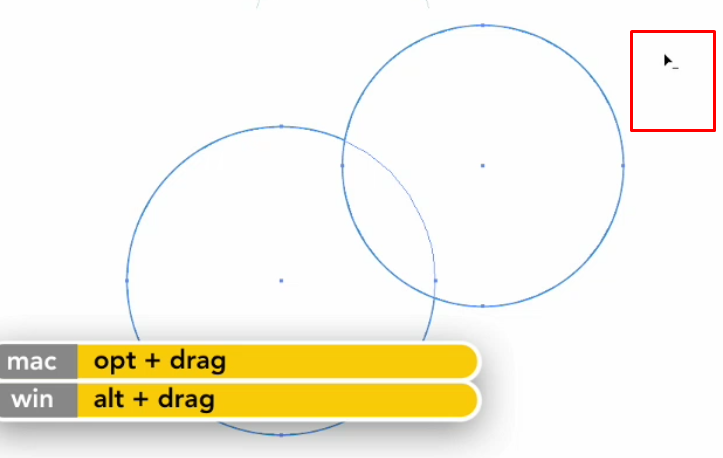 mac opt + drag
win alt + drag